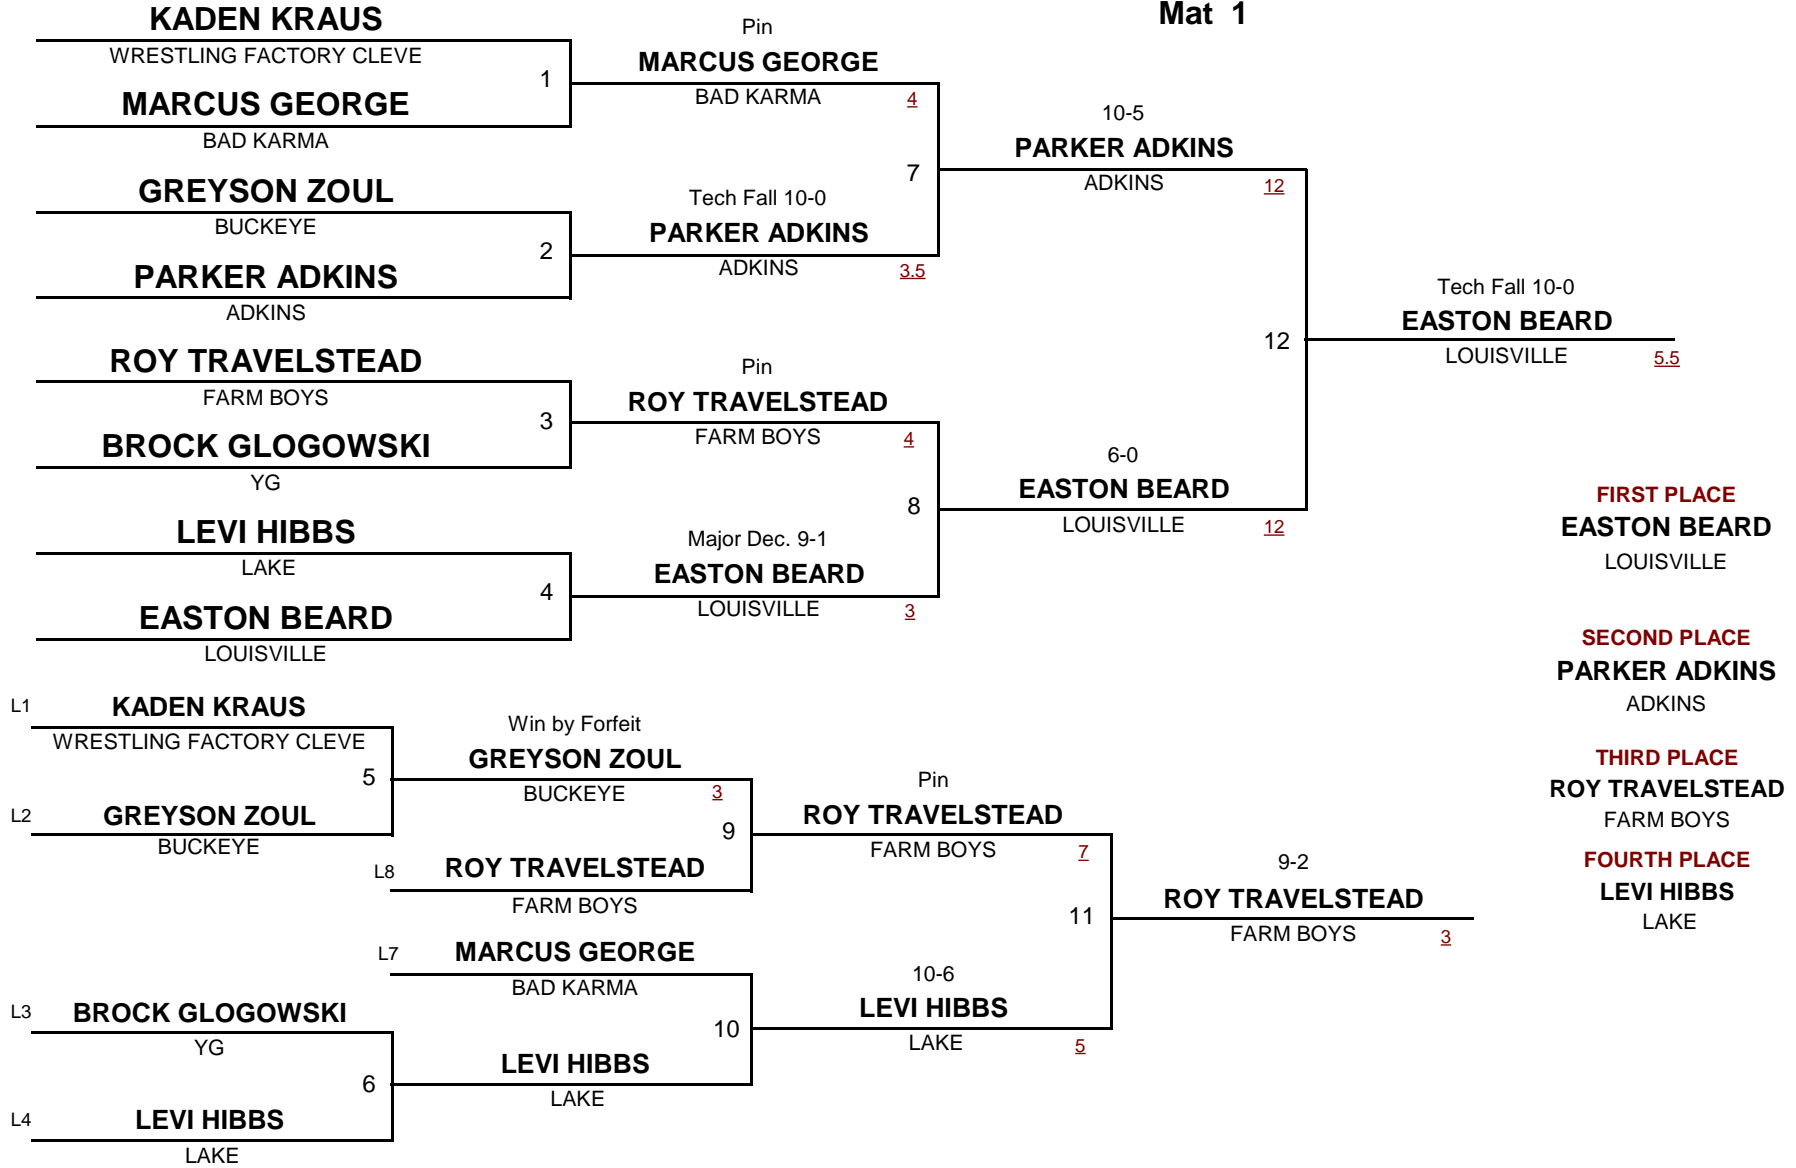 Mat 1
KADEN KRAUS
WRESTLING FACTORY CLEVE
1
MARCUS GEORGE
BAD KARMA
GREYSON ZOUL
BUCKEYE
2
PARKER ADKINS
ADKINS
ROY TRAVELSTEAD
FARM BOYS
3
BROCK GLOGOWSKI
YG
LEVI HIBBS
LAKE
4
EASTON BEARD
LOUISVILLE
Pin
MARCUS GEORGE
BAD KARMA 4
7
Tech Fall 10-0
PARKER ADKINS
ADKINS 3.5
Pin
ROY TRAVELSTEAD
FARM BOYS 4
8
Major Dec. 9-1
EASTON BEARD
LOUISVILLE 3
10-5
PARKER ADKINS
ADKINS 12
12
6-0
EASTON BEARD
LOUISVILLE 12
Tech Fall 10-0
EASTON BEARD
LOUISVILLE 5.5
FIRST PLACE
EASTON BEARD
LOUISVILLE
SECOND PLACE
PARKER ADKINS
ADKINS
THIRD PLACE
ROY TRAVELSTEAD
FARM BOYS
FOURTH PLACE
LEVI HIBBS
LAKE
L1 KADEN KRAUS
WRESTLING FACTORY CLEVE
5
L2 GREYSON ZOUL
BUCKEYE
L3 BROCK GLOGOWSKI
YG
6
L4 LEVI HIBBS
LAKE
Win by Forfeit
GREYSON ZOUL
BUCKEYE 3
9
L8 ROY TRAVELSTEAD
FARM BOYS
L7 MARCUS GEORGE
BAD KARMA
10
LEVI HIBBS
LAKE
Pin
ROY TRAVELSTEAD
FARM BOYS 7
11
10-6
LEVI HIBBS
LAKE 5
9-2
ROY TRAVELSTEAD
FARM BOYS 3